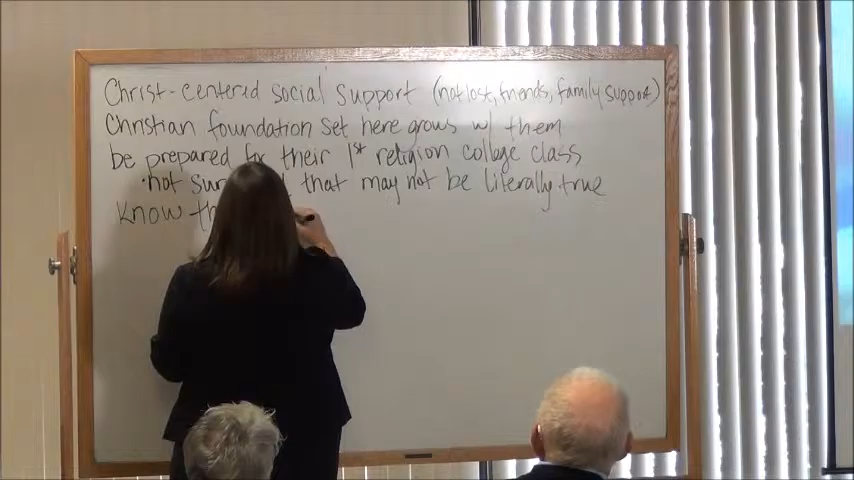 Christ-centered social support (not lost, friends, family support)
Christian foundation set here grows w/ them
be prepared for their 1st religion college class
• not that may not be literally true
Know